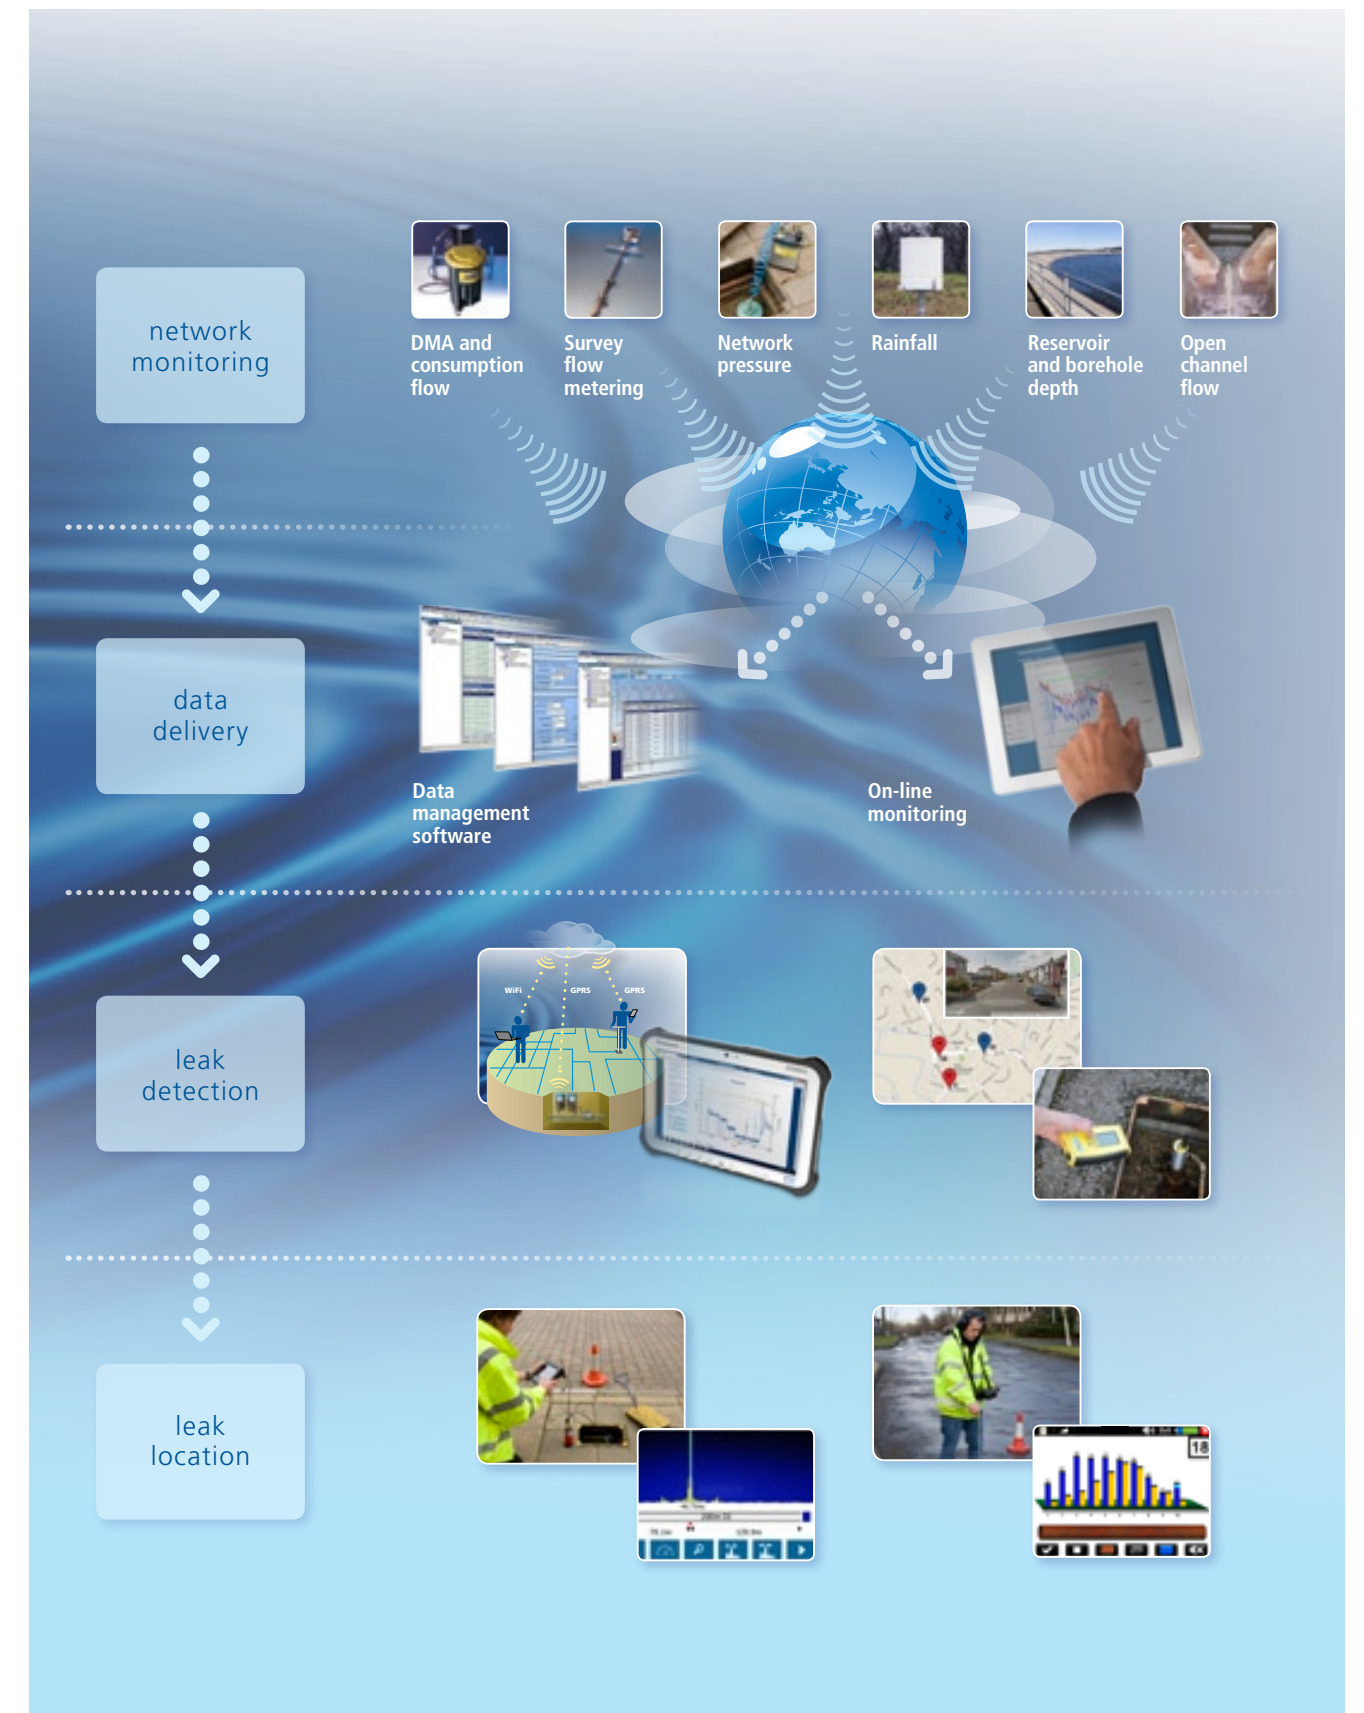 network
monitoring
DMA and
consumption
flow
Survey
flow
metering
Network
pressure
Rainfall
Reservoir
and borehole
depth
Open
channel
flow
data
delivery
Data
management
software
On-line
monitoring
leak
detection
WiFi
GPRS
GPRS
leak
location
18